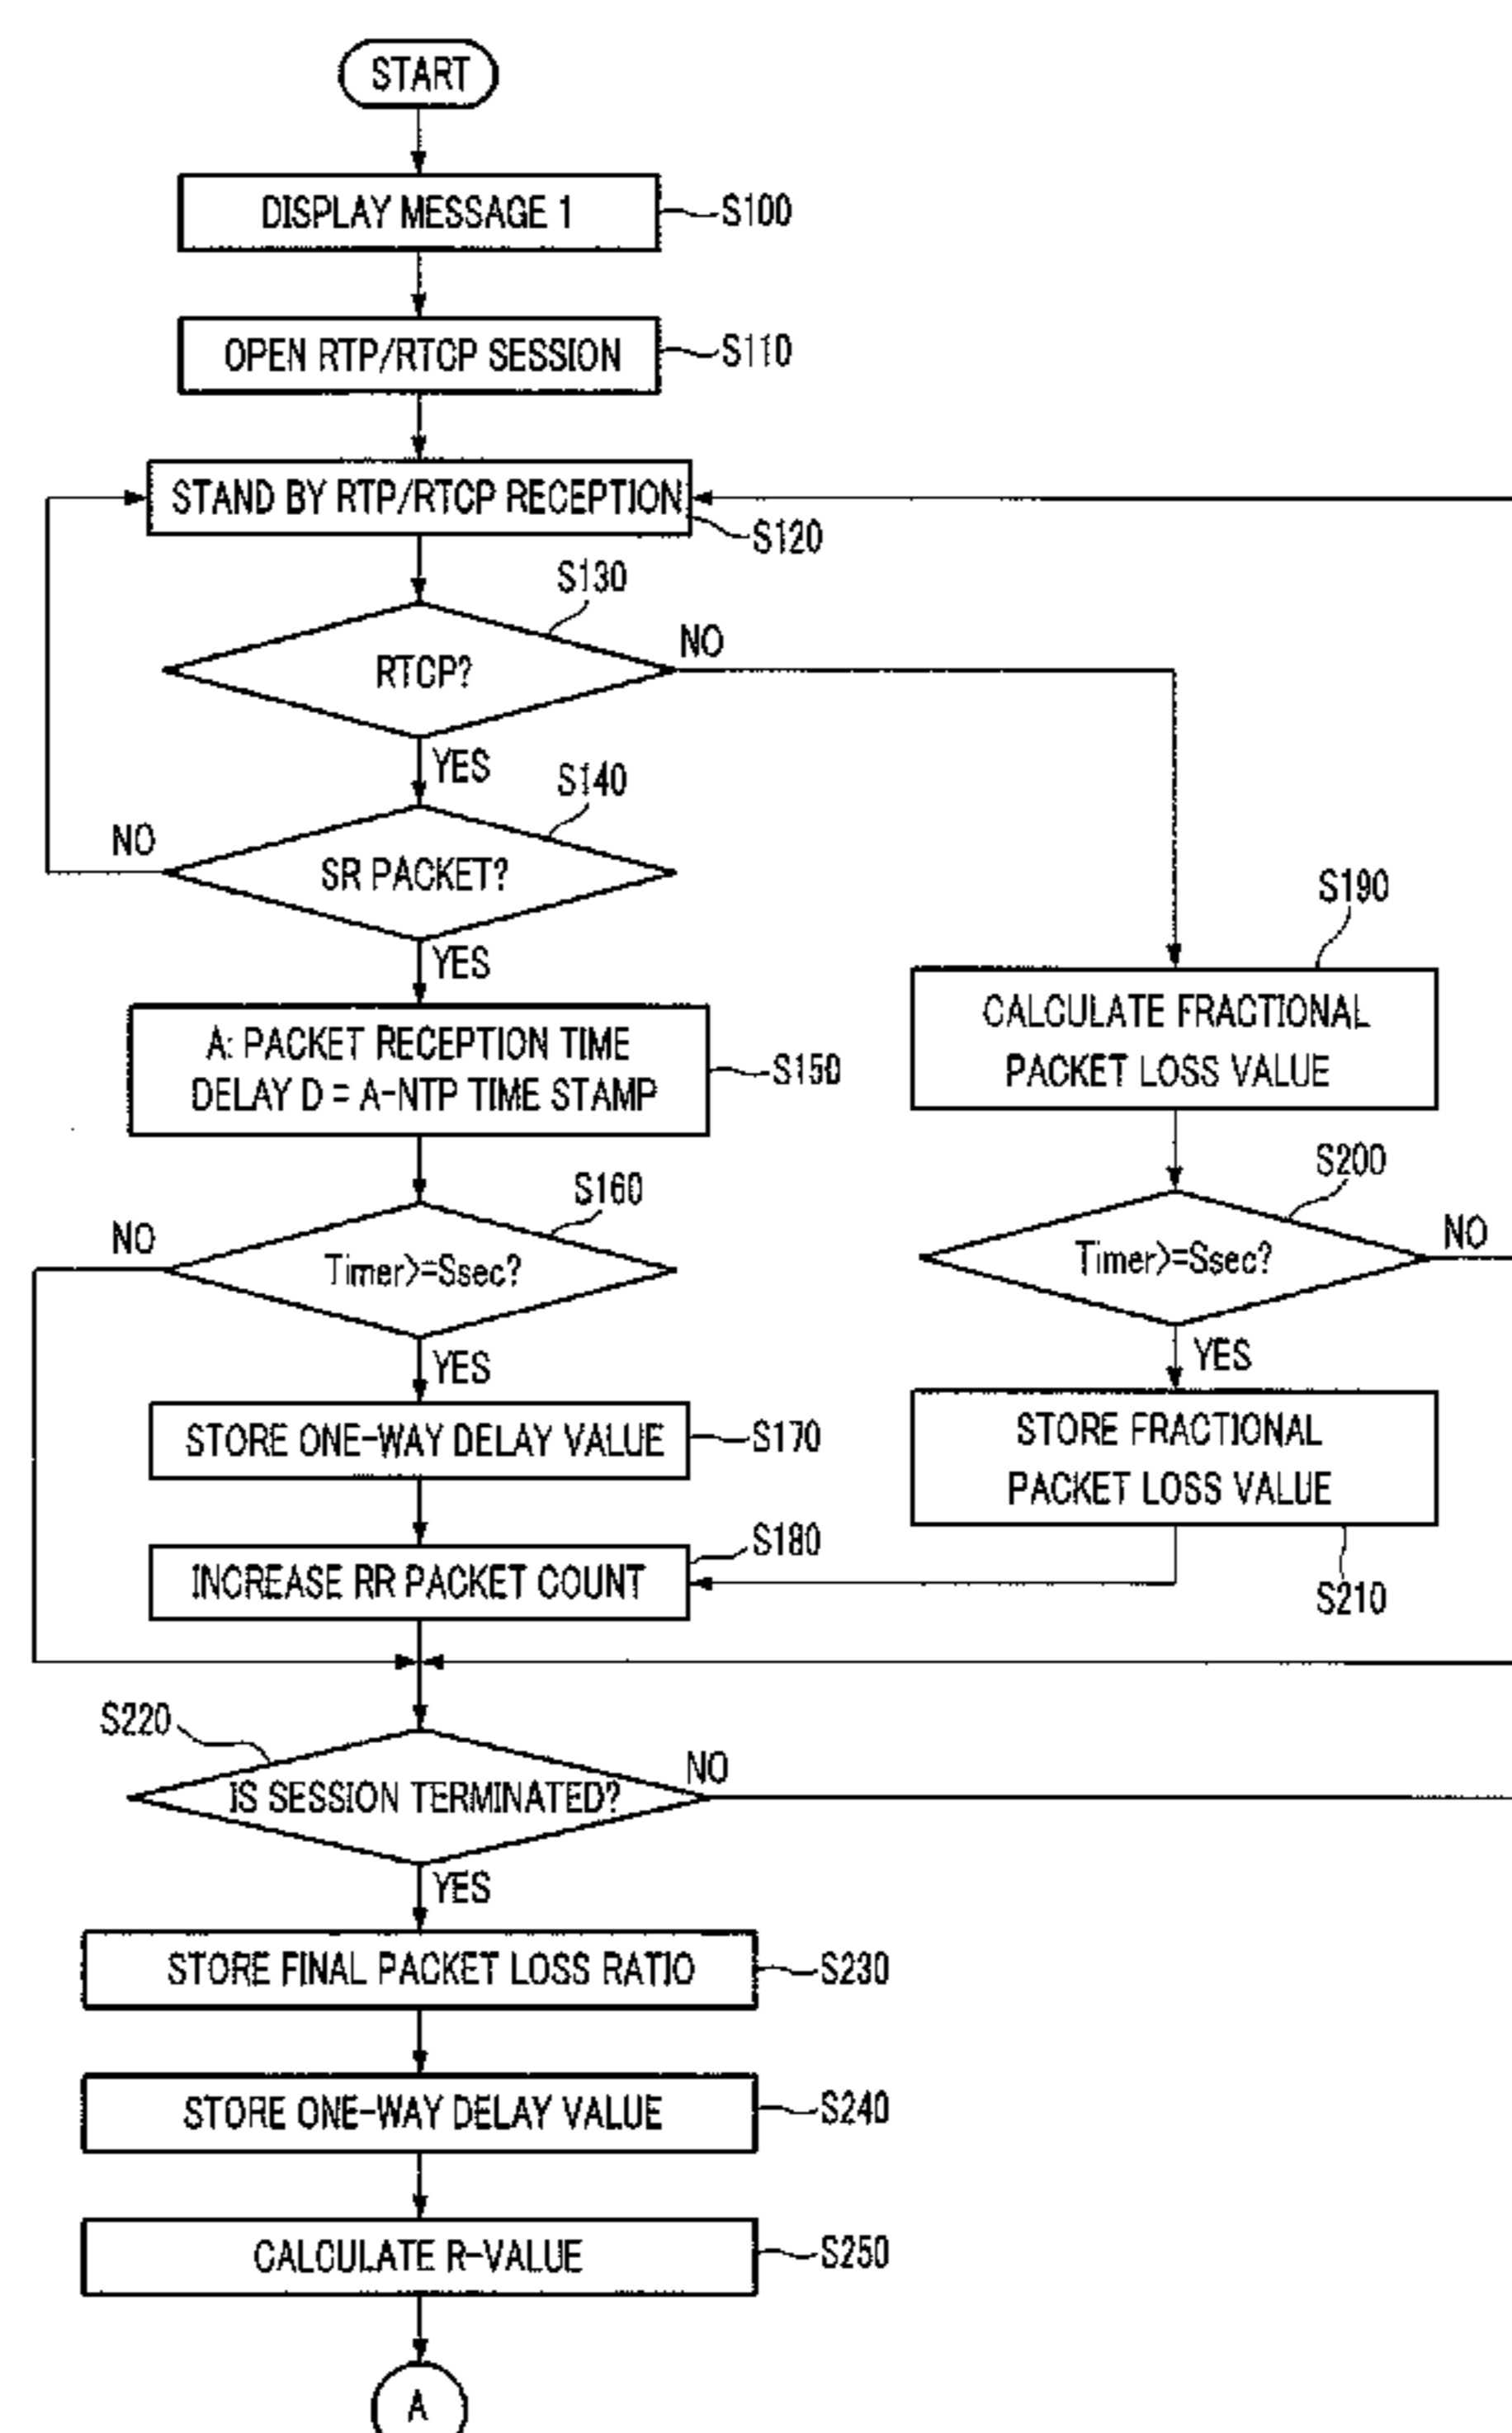 START
DISPLAY MESSAGE 1
S100
OPEN RTP/RTCP SESSION
S110
STAND BY RTP/RTCP RECEPTION
S120
S130
RTCP?
NO
YES
S140
NO
SR PACKET?
YES
S190
CALCULATE FRACTIONAL
PACKET LOSS VALUE
A: PACKET RECEPTION TIME
DELAY D = A-NTP TIME STAMP
S150
S160
NO
Timer>=Ssec?
YES
S200
Timer>=Ssec?
NO
YES
STORE ONE-WAY DELAY VALUE
S170
STORE FRACTIONAL
PACKET LOSS VALUE
S210
INCREASE RR PACKET COUNT
S180
S220
IS SESSION TERMINATED?
NO
YES
STORE FINAL PACKET LOSS RATIO
S230
STORE ONE-WAY DELAY VALUE
S240
CALCULATE R-VALUE
S250
A